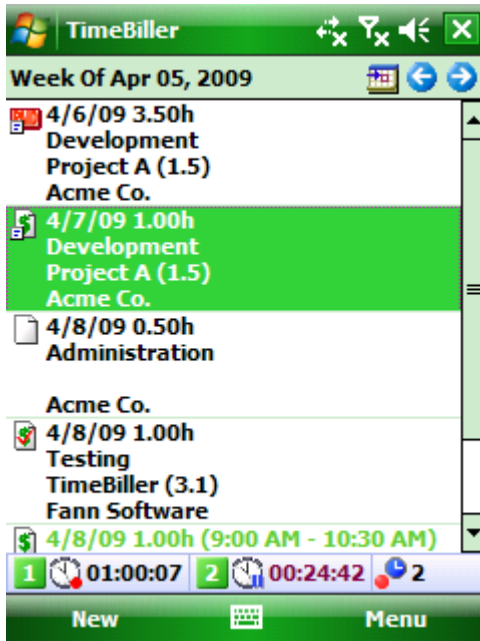 TimeBiller
Week Of Apr 05, 2009
4/6/09 3.50h
Development
Project A (1.5)
Acme Co.
4/7/09 1.00h
Development
Project A (1.5)
Acme Co.
4/8/09 0.50h
Administration
Acme Co.
4/8/09 1.00h
Testing
TimeBiller (3.1)
Fann Software
4/8/09 1.00h (9:00 AM - 10:30 AM)
1 01:00:07 2 00:24:42 2
New Menu